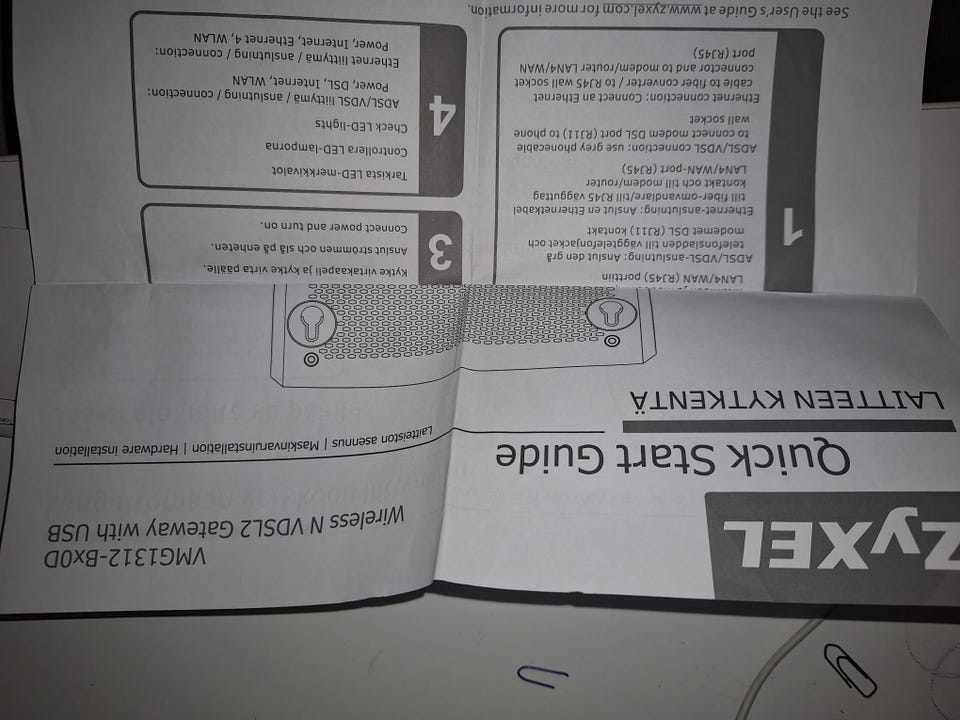 ZyXEL
VMG1312-Bx0D
Wireless N VDSL2 Gateway with USB
Quick Start Guide
Laitteiston asennus | Maskinvaruinstallation | Hardware installation
LAITTEEN KYTKENTÄ
1
LAN4/WAN (RJ45) porttiin
ADSL/VDSL-anslutning: Anslut den grå
telefonsladden till väggtelefonjacket och
modemet DSL (RJ11) kontakt
Ethernet-anslutning: Anslut en Ethernetkabel
till fiber-omvandlare/till RJ45 vägguttag
kontakt och till modem/router
LAN4/WAN-port (RJ45)
ADSL/VDSL connection: use grey phonecable
to connect modem DSL port (RJ11) to phone
wall socket
Ethernet connection: Connect an Ethernet
cable to fiber converter / to RJ45 wall socket
connector and to modem/router LAN4/WAN
port (RJ45)
3
Kytke virtakaapeli ja kytke virta päälle.
Anslut strömmen och slå på enheten.
Connect power and turn on.
4
Tarkista LED-merkkivalot
Controllera LED-lamporna
Check LED-lights
ADSL/VDSL liittymä / anslutning / connection:
Power, DSL, Internet, WLAN
Ethernet liittymä / anslutning / connection:
Power, Internet, Ethernet 4, WLAN
See the User's Guide at www.zyxel.com for more information.